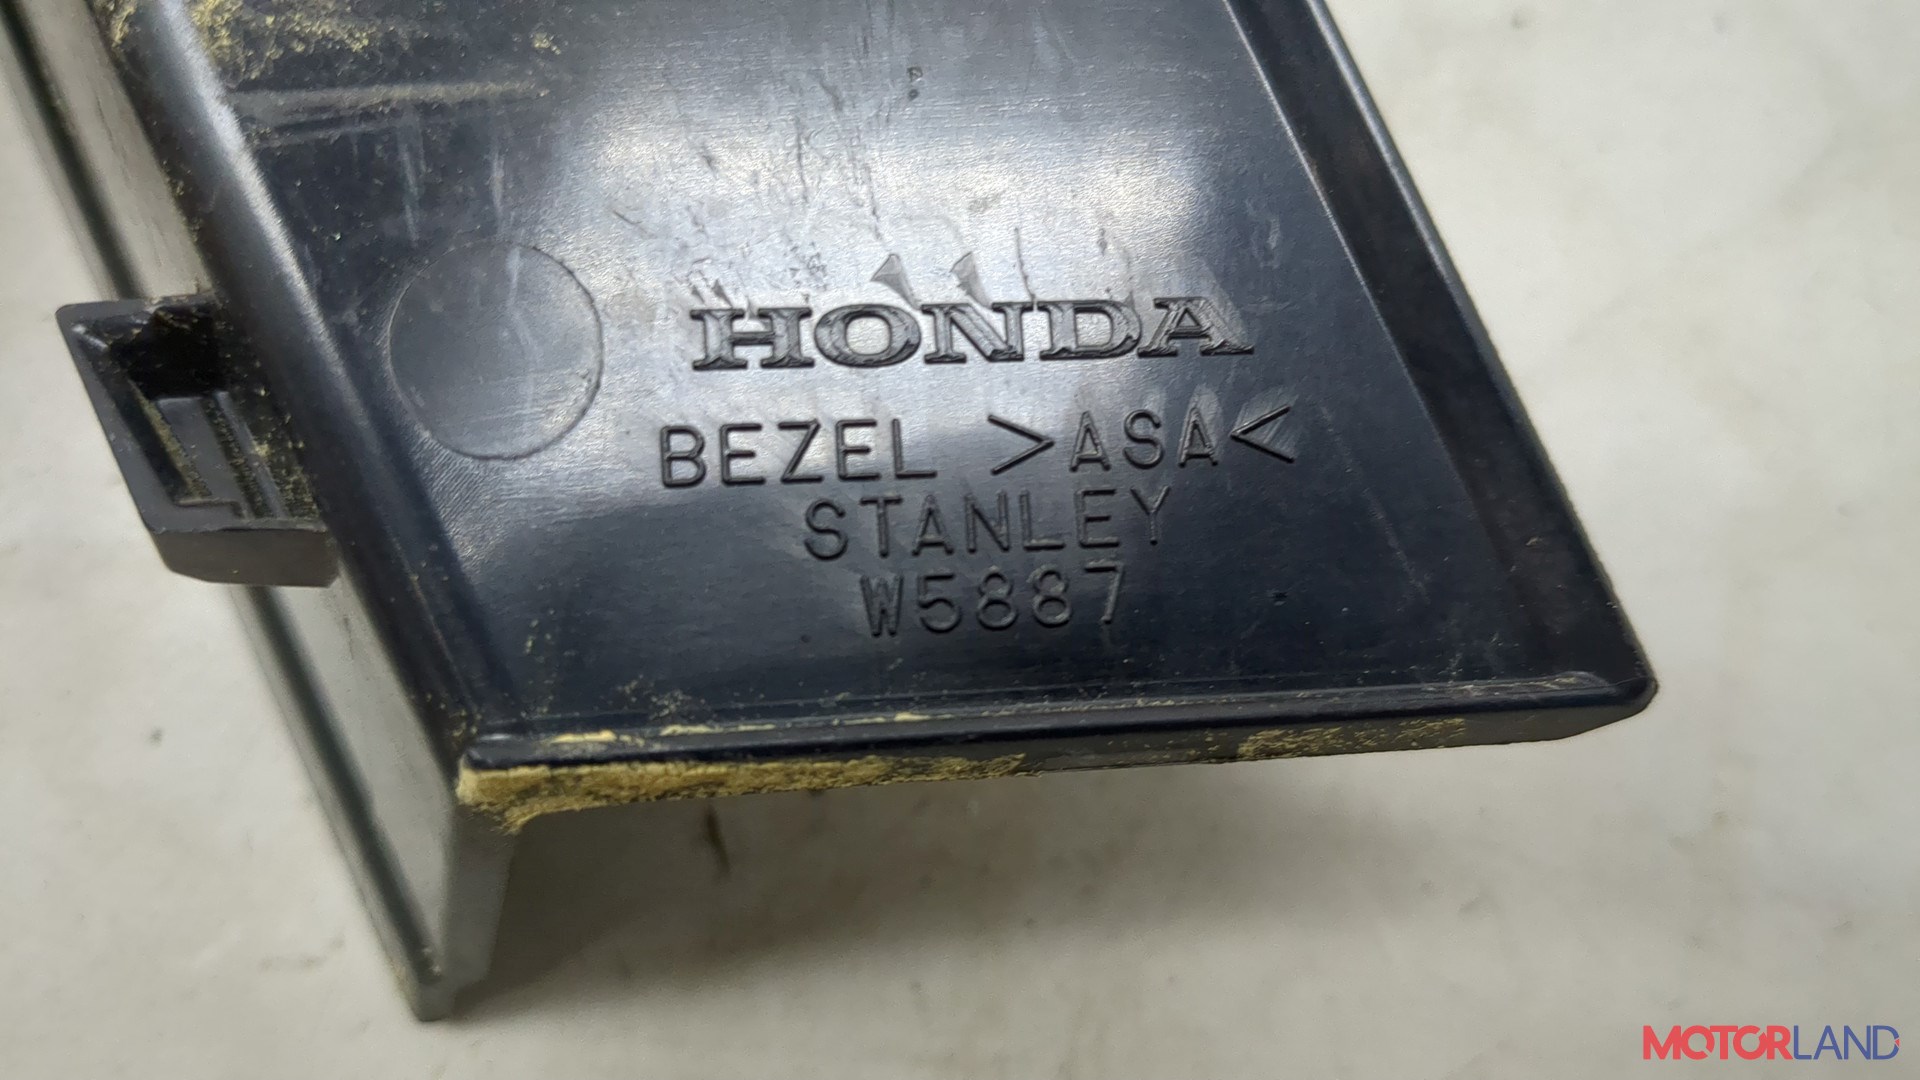 HONDA
BEZEL >ASA<
STANLEY
W5887
MOTORLAND